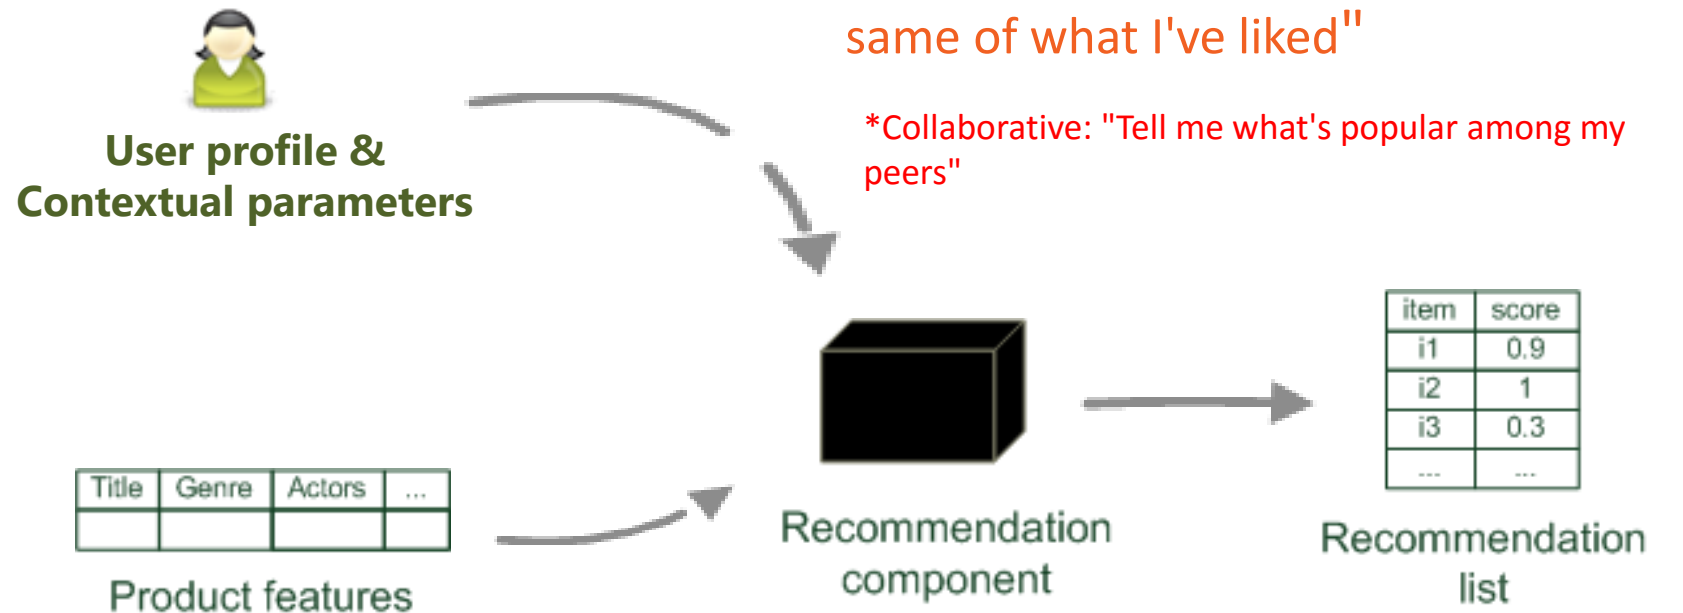 same of what I've liked"
*Collaborative: "Tell me what's popular among my
peers"
User profile &
Contextual parameters
item score
i1 0.9
i2 1
i3 0.3
... ...
Title Genre Actors ...
Recommendation
component
Recommendation
list
Product features